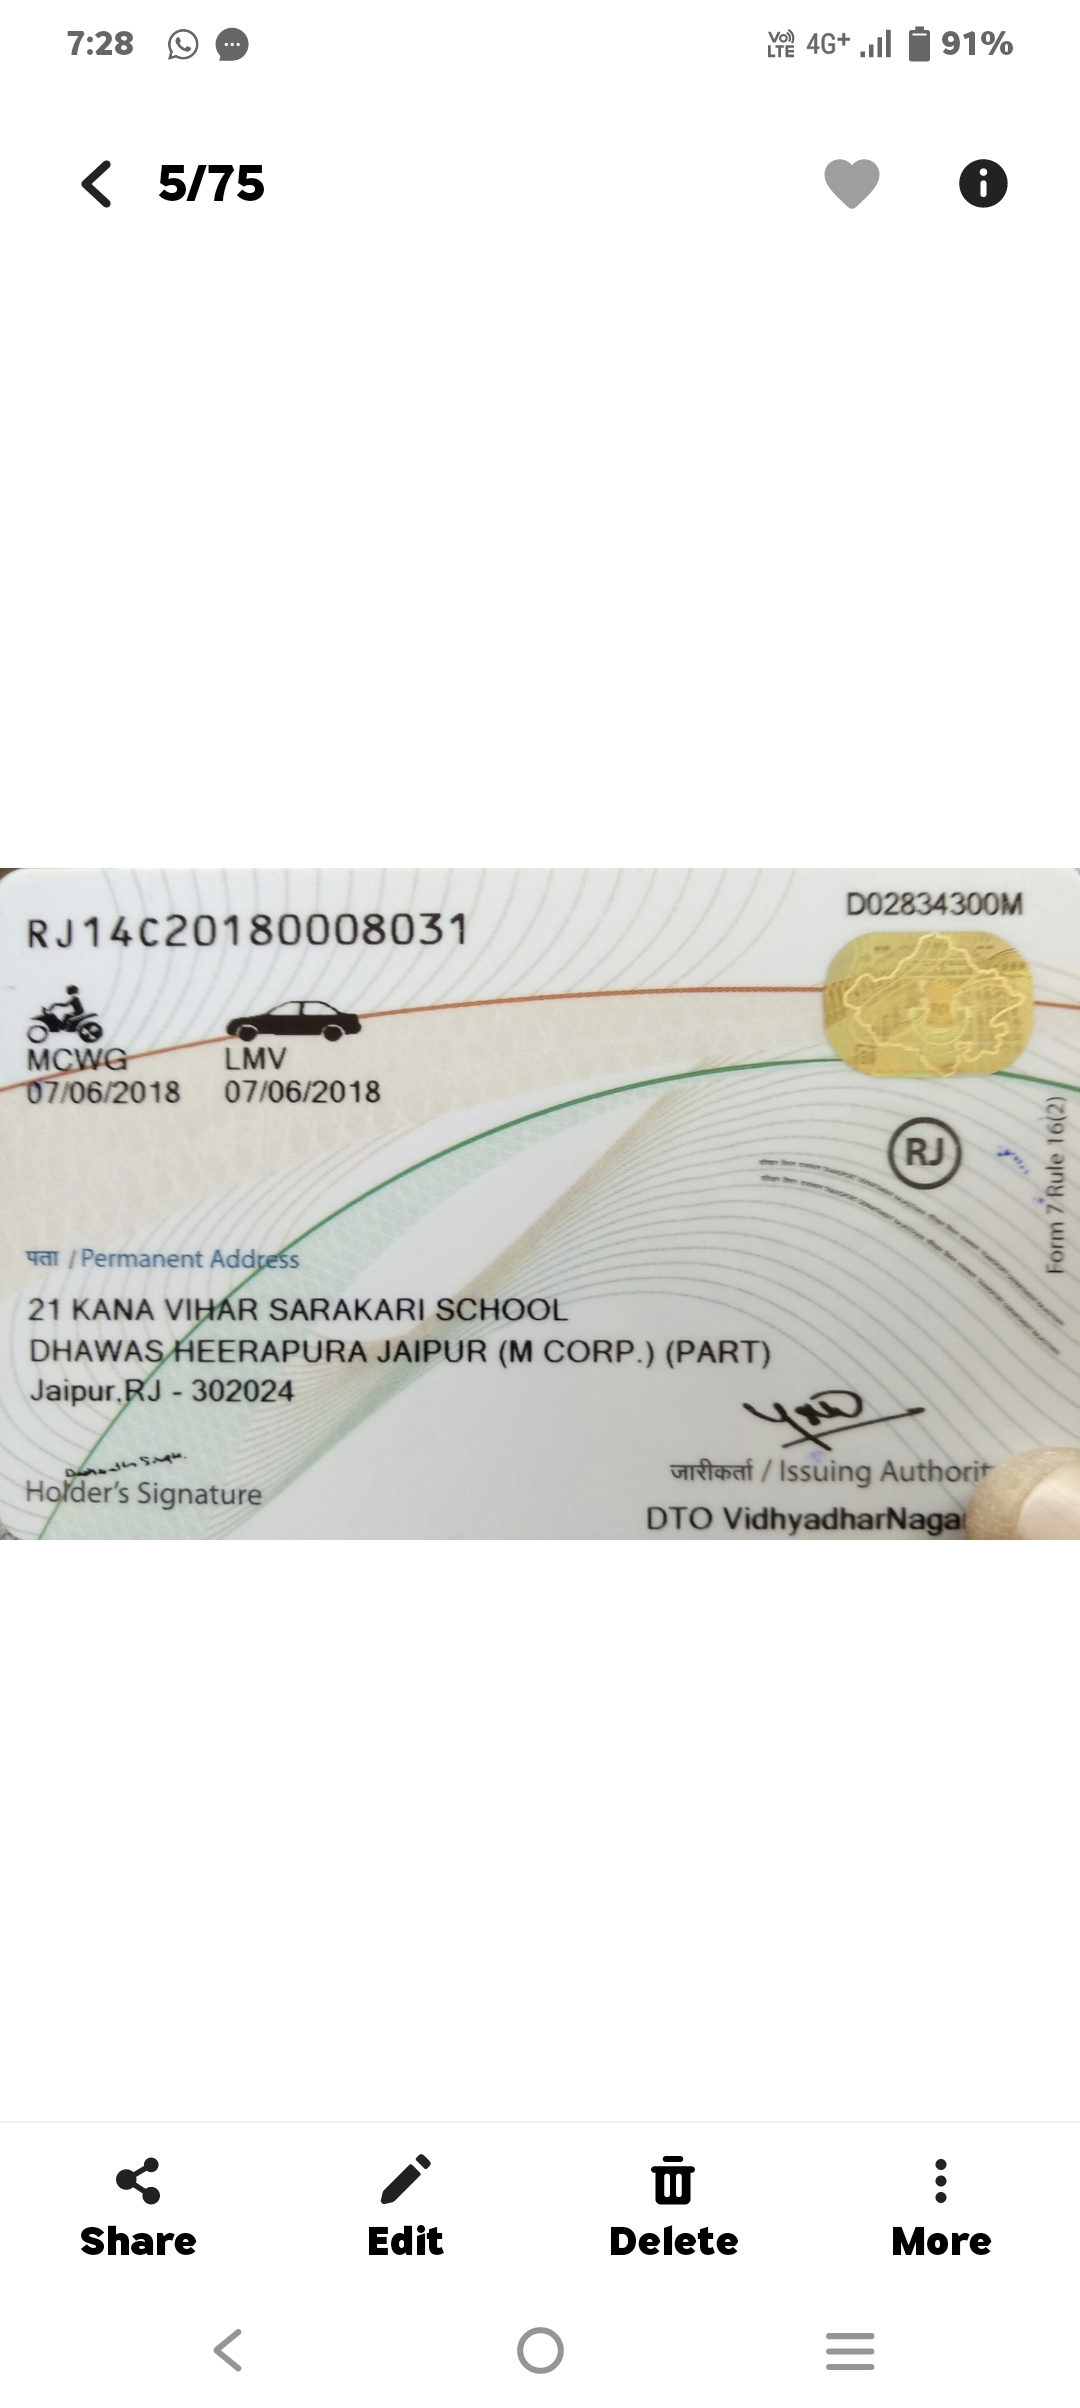 7:28
Vo)) LTE 4G+ 91%
5/75
RJ14C20180008031
D02834300M
MCWG
07/06/2018
LMV
07/06/2018
RJ
Form 7 Rule 16(2)
पता / Permanent Address
21 KANA VIHAR SARAKARI SCHOOL
DHAWAS HEERAPURA JAIPUR (M CORP.) (PART)
Jaipur,RJ - 302024
Holder's Signature
जारीकर्ता / Issuing Authorit
DTO VidhyadharNaga
Share
Edit
Delete
More